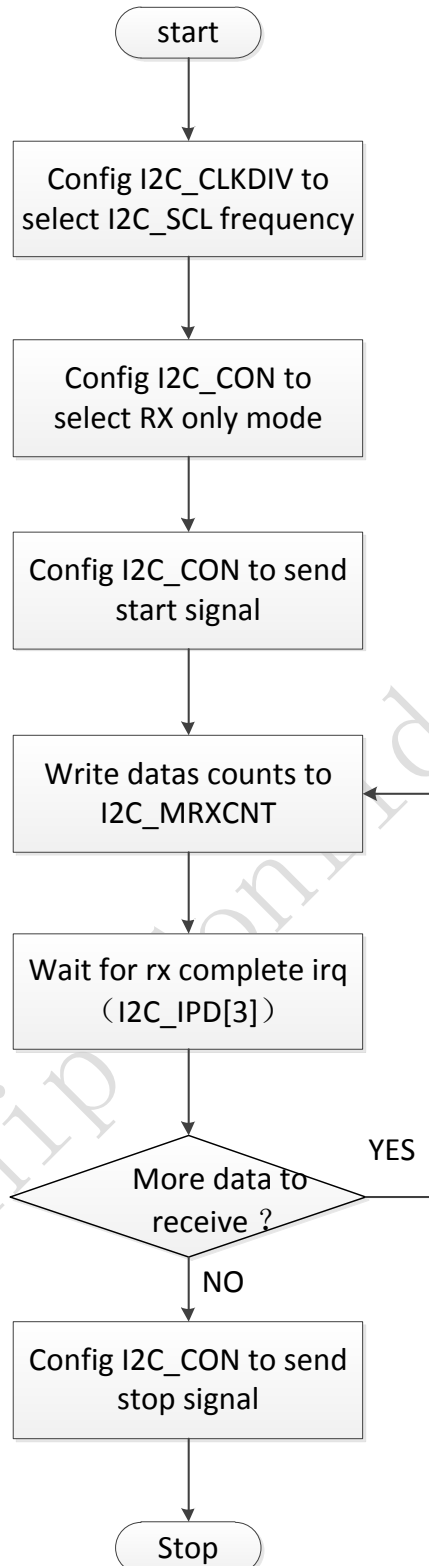 start
Config I2C_CLKDIV to
select I2C_SCL frequency
Config I2C_CON to
select RX only mode
Config I2C_CON to send
start signal
Write datas counts to
I2C_MRXCNT
Wait for rx complete irq
（I2C_IPD[3]）
More data to
receive？
YES
NO
Config I2C_CON to send
stop signal
Stop